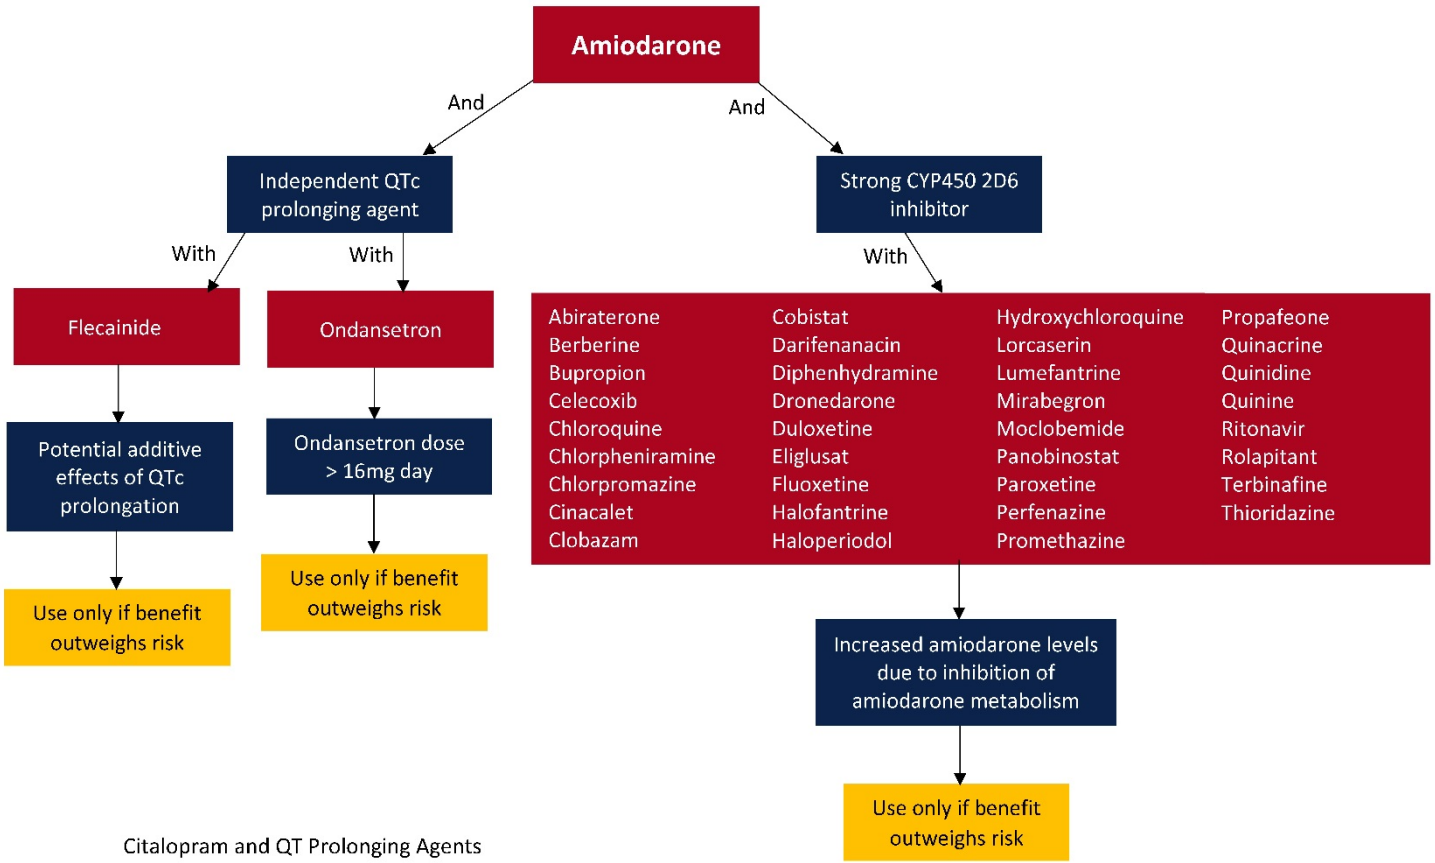 Amiodarone
And
And
Independent QTc
prolonging agent
Strong CYP450 2D6
inhibitor
With
With
With
Flecainide
Ondansetron
Abiraterone
Berberine
Bupropion
Celecoxib
Chloroquine
Chlorpheniramine
Chlorpromazine
Cinacalet
Clobazam
Cobistat
Darifenanacin
Diphenhydramine
Dronedarone
Duloxetine
Eliglusat
Fluoxetine
Halofantrine
Haloperiodol
Hydroxychloroquine
Lorcaserin
Lumefantrine
Mirabegron
Moclobemide
Panobinostat
Paroxetine
Perfenazine
Promethazine
Propafeone
Quinacrine
Quinidine
Quinine
Ritonavir
Rolapitant
Terbinafine
Thioridazine
Potential additive
effects of QTc
prolongation
Ondansetron dose
> 16mg day
Use only if benefit
outweighs risk
Use only if benefit
outweighs risk
Increased amiodarone levels
due to inhibition of
amiodarone metabolism
Use only if benefit
outweighs risk
Citalopram and QT Prolonging Agents